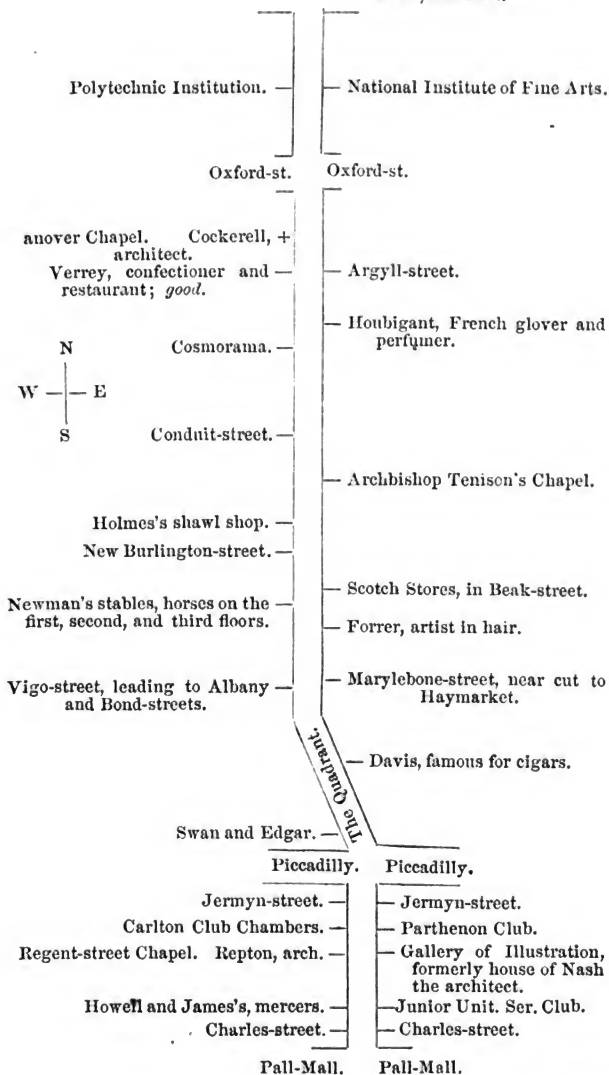 Polytechnic Institution. — — National Institute of Fine Arts.
Oxford-st. Oxford-st.
anover Chapel. Cockerell, +
architect.
Verrey, confectioner and —
restaurant; good.
— Argyll-street.
— Houbigant, French glover and
perfumer.
N
Cosmorama. —
W — — E
S
Conduit-street. —
— Archbishop Tenison's Chapel.
Holmes's shawl shop. —
New Burlington-street. —
— Scotch Stores, in Beak-street.
Newman's stables, horses on the —
first, second, and third floors.
— Forrer, artist in hair.
Vigo-street, leading to Albany —
and Bond-streets.
— Marylebone-street, near cut to
Haymarket.
The Quadrant.
— Davis, famous for cigars.
Swan and Edgar. —
Piccadilly. Piccadilly.
Jermyn-street. — — Jermyn-street.
Carlton Club Chambers. — — Parthenon Club.
Regent-street Chapel. Repton, arch. — — Gallery of Illustration,
formerly house of Nash
the architect.
Howell and James's, mercers. — — Junior Unit. Ser. Club.
Charles-street. — — Charles-street.
Pall-Mall. Pall-Mall.